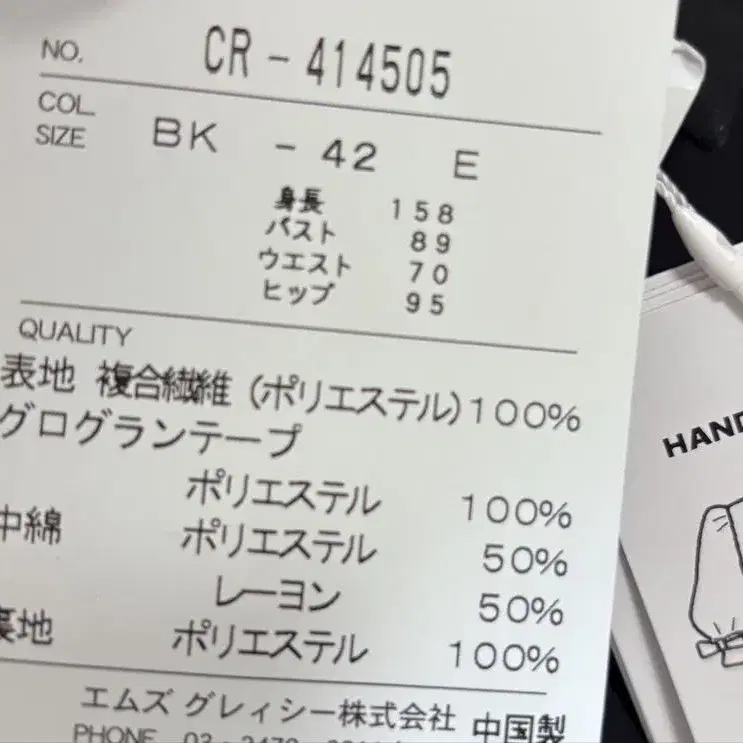 NO. CR-414505
COL.
SIZE BK - 42 E
身長 158
バスト 89
ウエスト 70
ヒップ 95
QUALITY
表地 複合繊維(ポリエステル)100%
グログランテープ
ポリエステル 100%
中綿 ポリエステル 50%
レーヨン 50%
裏地 ポリエステル 100%
エムズ グレィシー株式会社 中国製
PHONE 03-3470-
HAND